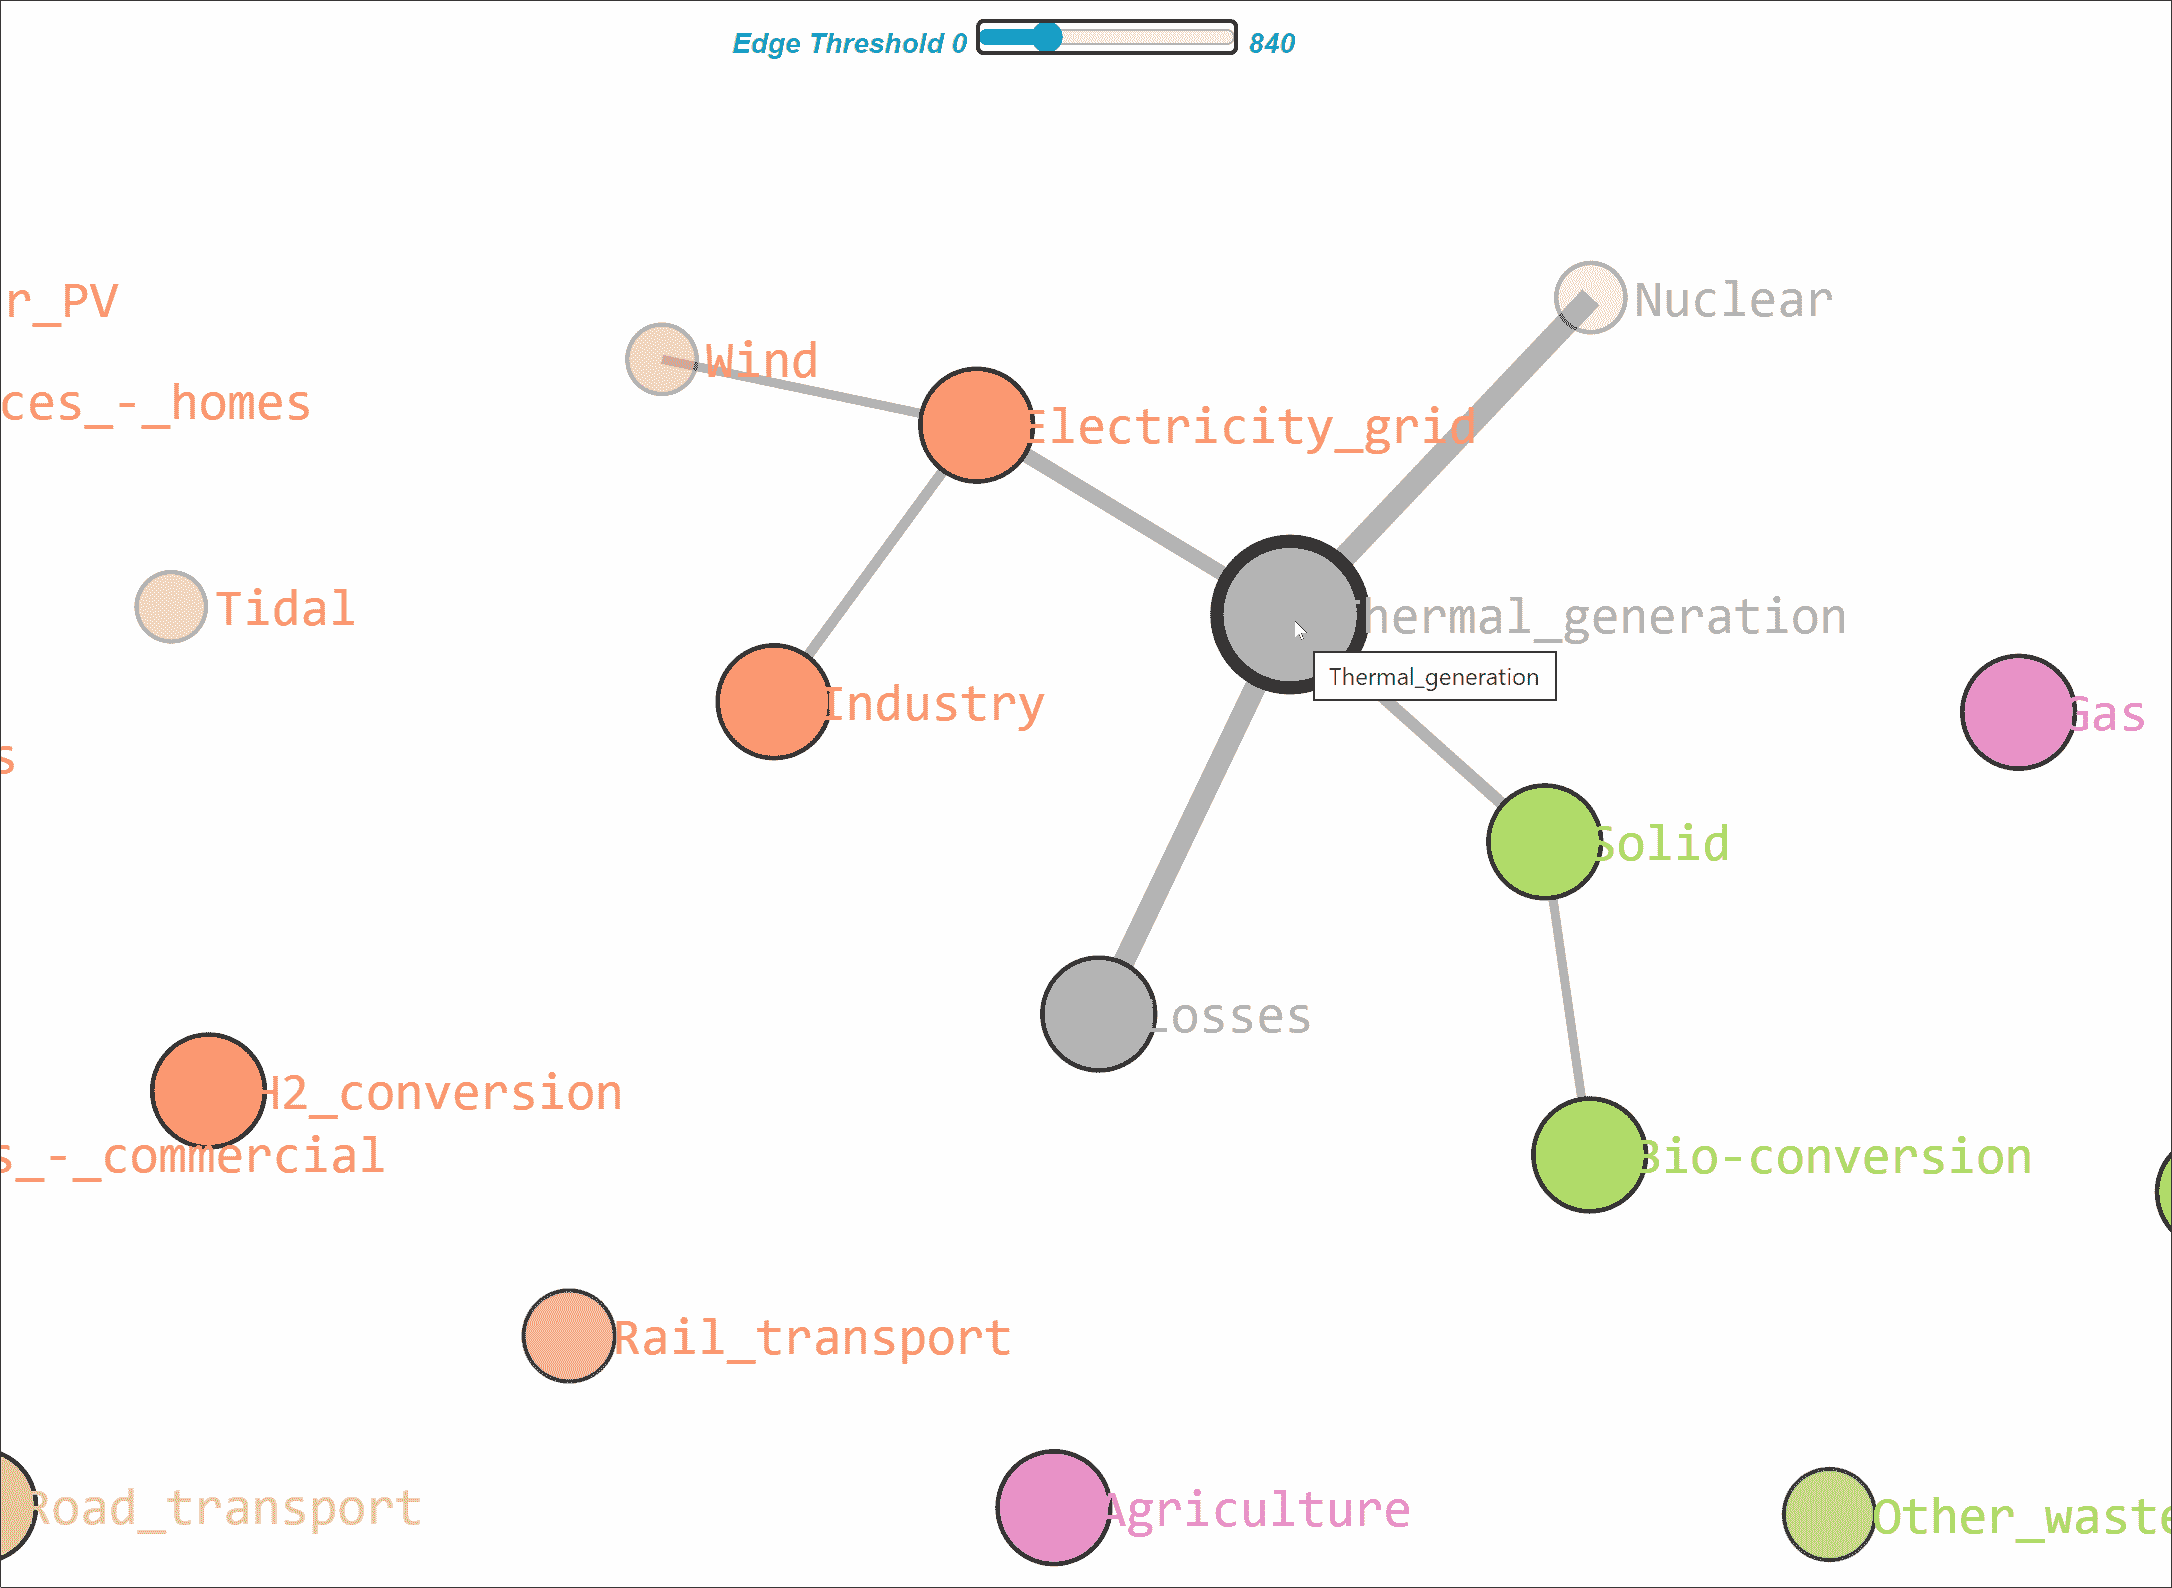 Edge Threshold 0 840
Nuclear
r_PV
Wind
ces_-_homes
Electricity_grid
Tidal
Thermal_generation
Thermal_generation
Industry
Gas
s
Solid
Losses
H2_conversion
s_-_commercial
Bio-conversion
Rail_transport
Road_transport
Agriculture
Other_waste